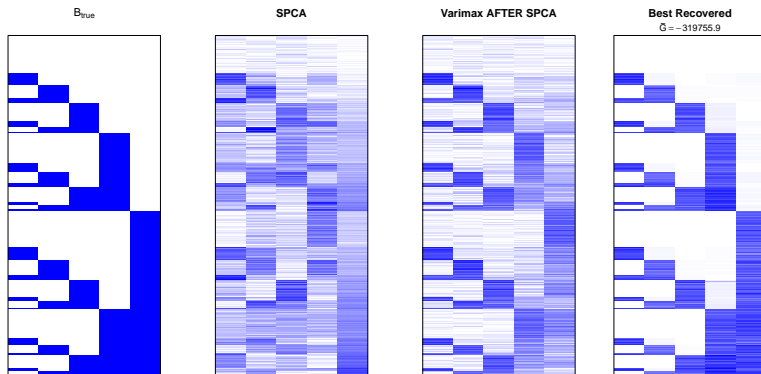 B_true
SPCA
Varimax AFTER SPCA
Best Recovered
G̃ = −319755.9